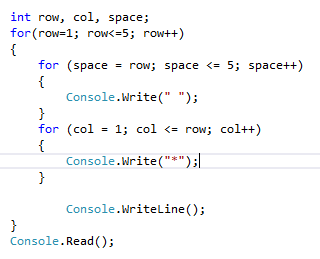 int row, col, space;
for(row=1; row<=5; row++)
{
    for (space = row; space <= 5; space++)
    {
        Console.Write(" ");
    }
    for (col = 1; col <= row; col++)
    {
        Console.Write("*");
    }

        Console.WriteLine();
}
Console.Read();